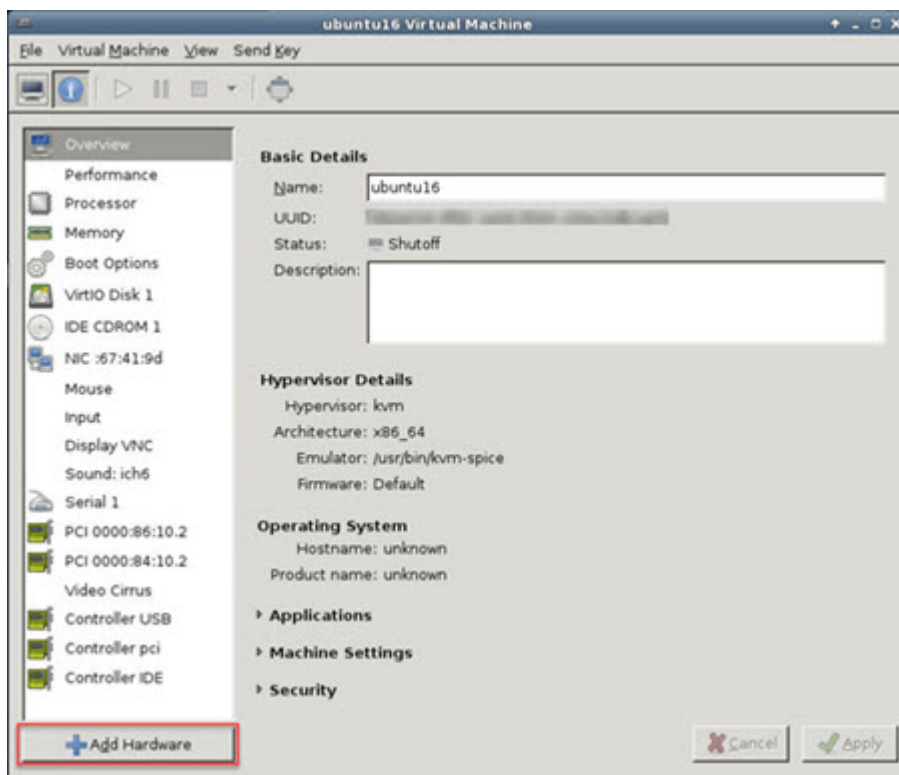 ubuntu16 Virtual Machine
File Virtual Machine View Send Key
Overview
Performance
Processor
Memory
Boot Options
VirtIO Disk 1
IDE CDROM 1
NIC :67:41:9d
Mouse
Input
Display VNC
Sound: ich6
Serial 1
PCI 0000:86:10.2
PCI 0000:84:10.2
Video Cirrus
Controller USB
Controller pci
Controller IDE
Add Hardware
Basic Details
Name: ubuntu16
UUID:
Status: Shutoff
Description:
Hypervisor Details
Hypervisor: kvm
Architecture: x86_64
Emulator: /usr/bin/kvm-spice
Firmware: Default
Operating System
Hostname: unknown
Product name: unknown
Applications
Machine Settings
Security
Cancel Apply